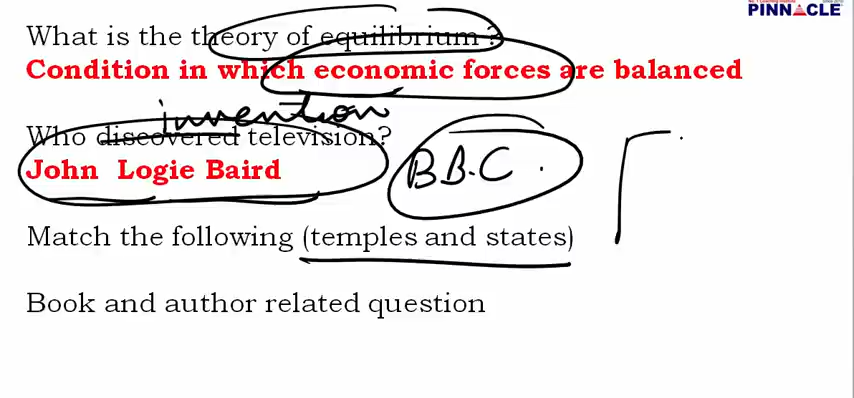 PINNACLE
What is the theory of equilibrium ?
Condition in which economic forces are balanced
invention
Who discovered television?
John Logie Baird
B.B.C.
Match the following (temples and states)
Book and author related question